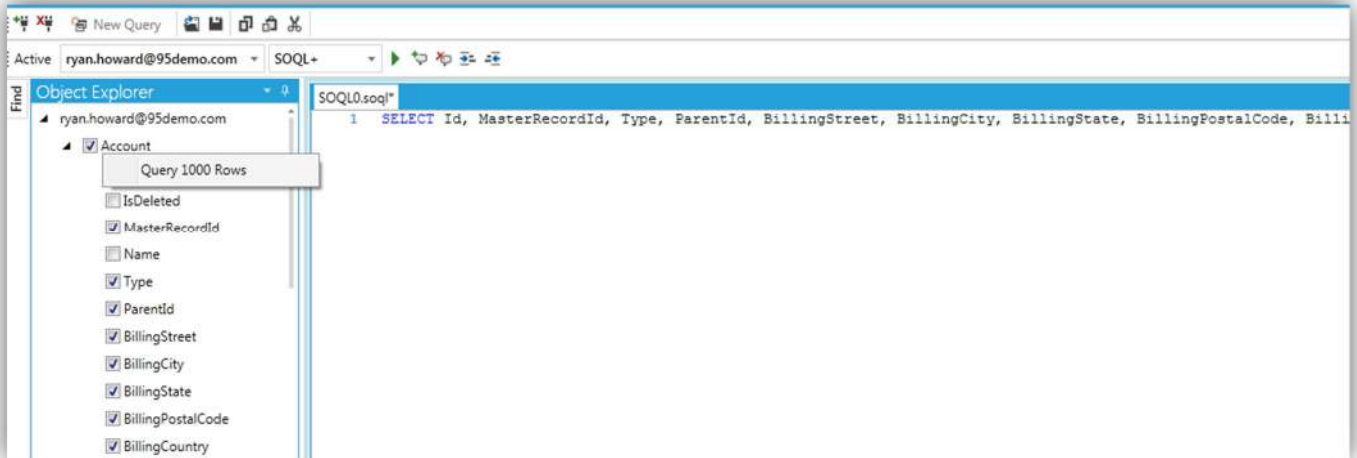 New Query
Active ryan.howard@95demo.com SOQL+
Find
Object Explorer
SOQL0.soql*
ryan.howard@95demo.com
1 SELECT Id, MasterRecordId, Type, ParentId, BillingStreet, BillingCity, BillingState, BillingPostalCode, Billi
Account
Query 1000 Rows
IsDeleted
MasterRecordId
Name
Type
ParentId
BillingStreet
BillingCity
BillingState
BillingPostalCode
BillingCountry